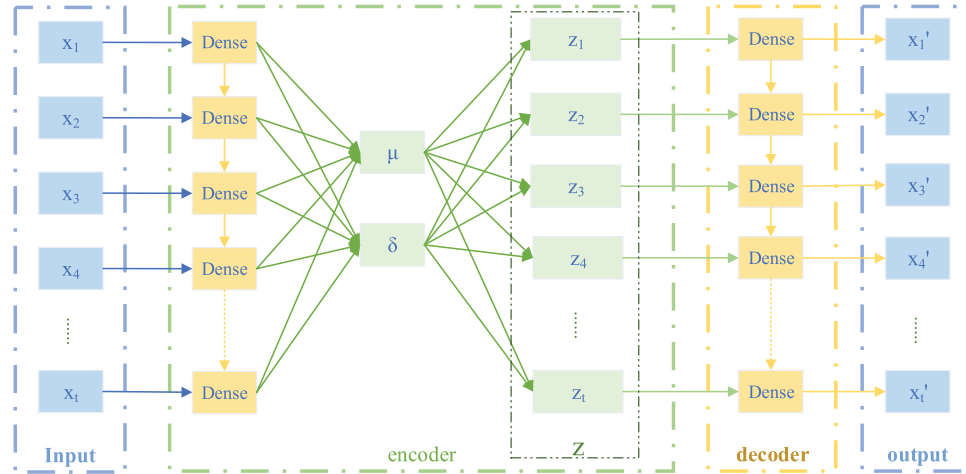 x₁ Dense z₁ Dense x₁'
x₂ Dense z₂ Dense x₂'
μ
x₃ Dense z₃ Dense x₃'
δ
x₄ Dense z₄ Dense x₄'
...... ...... ......
xₜ Dense zₜ Dense xₜ'
Input encoder Z decoder output